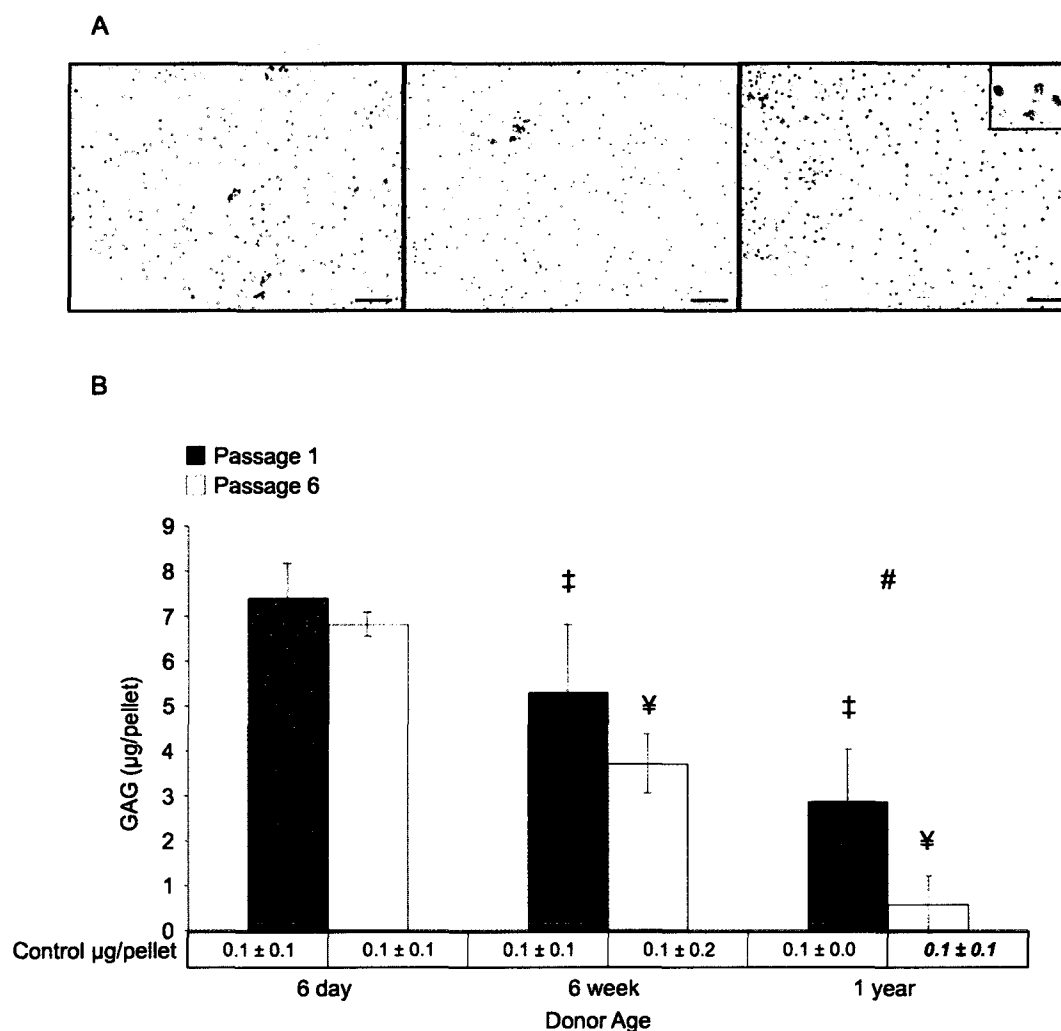 A
B
Passage 1
Passage 6
9
‡
#
8
7
6
5
¥
‡
4
3
2
¥
1
0
GAG (µg/pellet)
Control µg/pellet 0.1 ± 0.1 0.1 ± 0.1 0.1 ± 0.1 0.1 ± 0.2 0.1 ± 0.0 0.1 ± 0.1
6 day 6 week 1 year
Donor Age